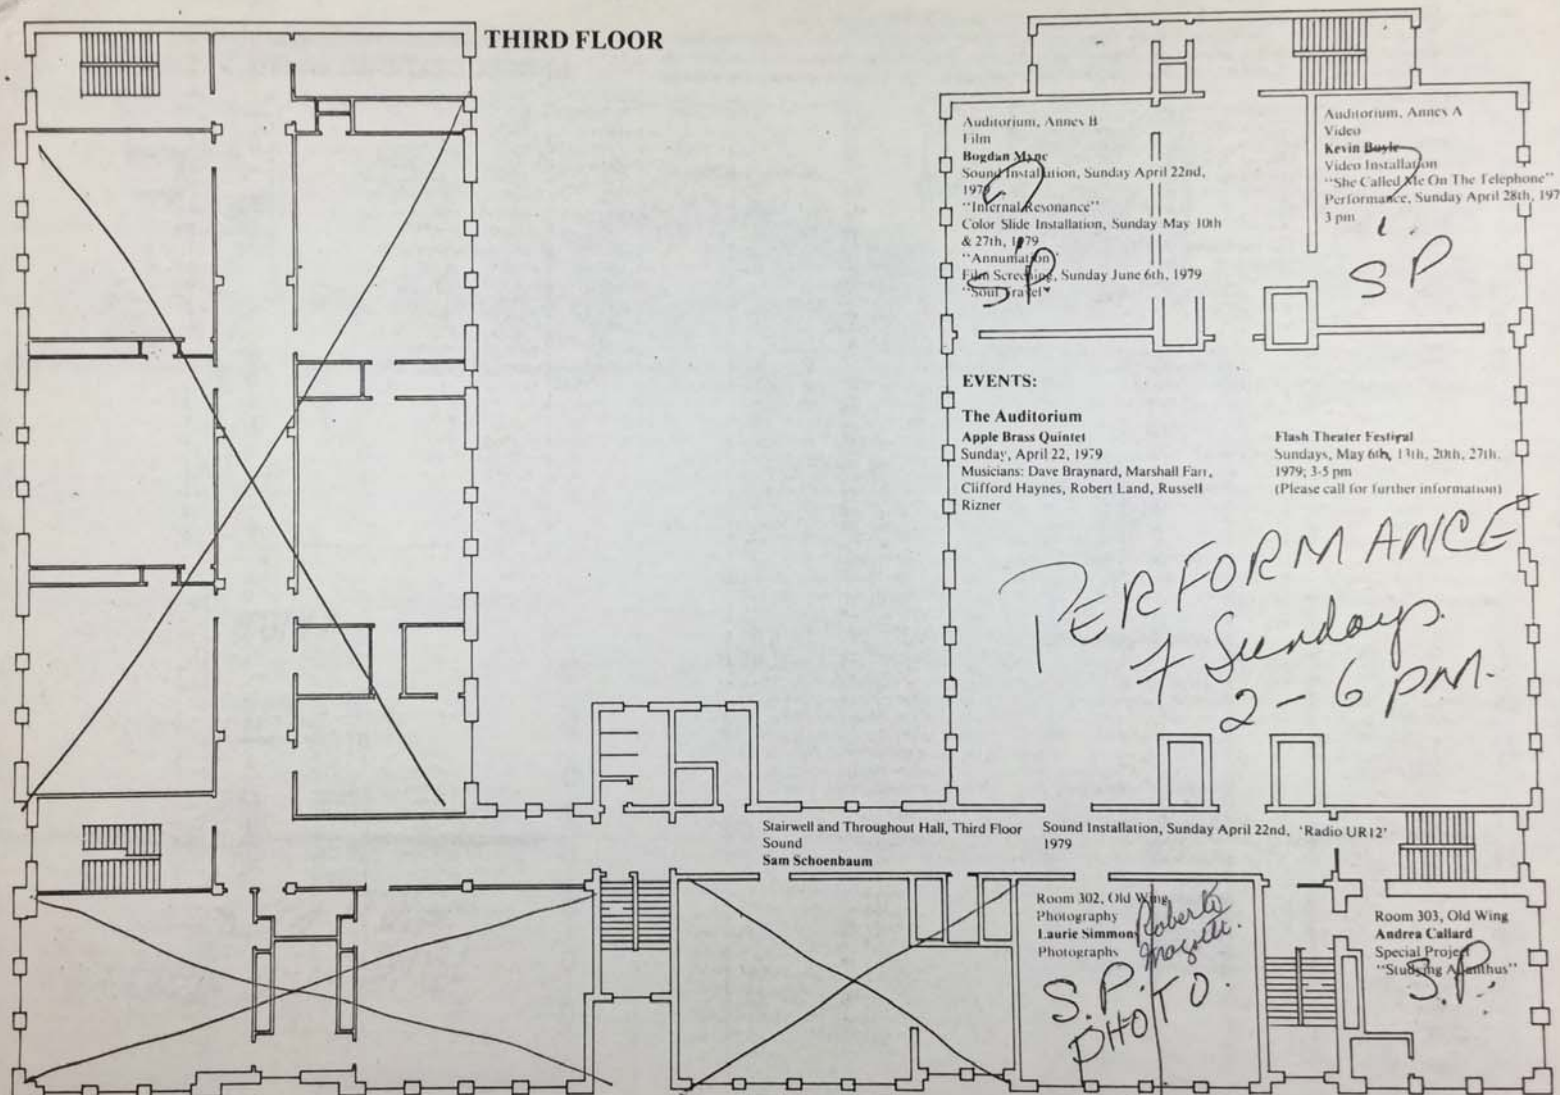 THIRD FLOOR
Auditorium, Annex B
Film
Bogdan
Sound Installation, Sunday April 22nd,
1979
"Internal Resonance"
Color Slide Installation, Sunday May 10th
& 27th, 1979
"Annumation"
Film Screening, Sunday June 6th, 1979
"Soul Travel"
S P
Auditorium, Annex A
Video
Kevin Boyle
Video Installation
"She Called Me On The Telephone"
Performance, Sunday April 28th, 197
3 pm
S P
EVENTS:
The Auditorium
Apple Brass Quintet
Sunday, April 22, 1979
Musicians: Dave Braynard, Marshall Farr,
Clifford Haynes, Robert Land, Russell
Rizner
Flash Theater Festival
Sundays, May 6th, 13th, 20th, 27th.
1979; 3-5 pm
(Please call for further information)
PERFORMANCE
7 Sundays.
2 - 6 PM.
Stairwell and Throughout Hall, Third Floor
Sound
Sam Schoenbaum
Sound Installation, Sunday April 22nd, 'Radio UR12'
1979
Room 302, Old Wing
Photography
Laurie Simmons
Photographs
Roberta
S.P.
PHOTO.
Room 303, Old Wing
Andrea Callard
Special Project
"Studying Acanthus"
S.P.